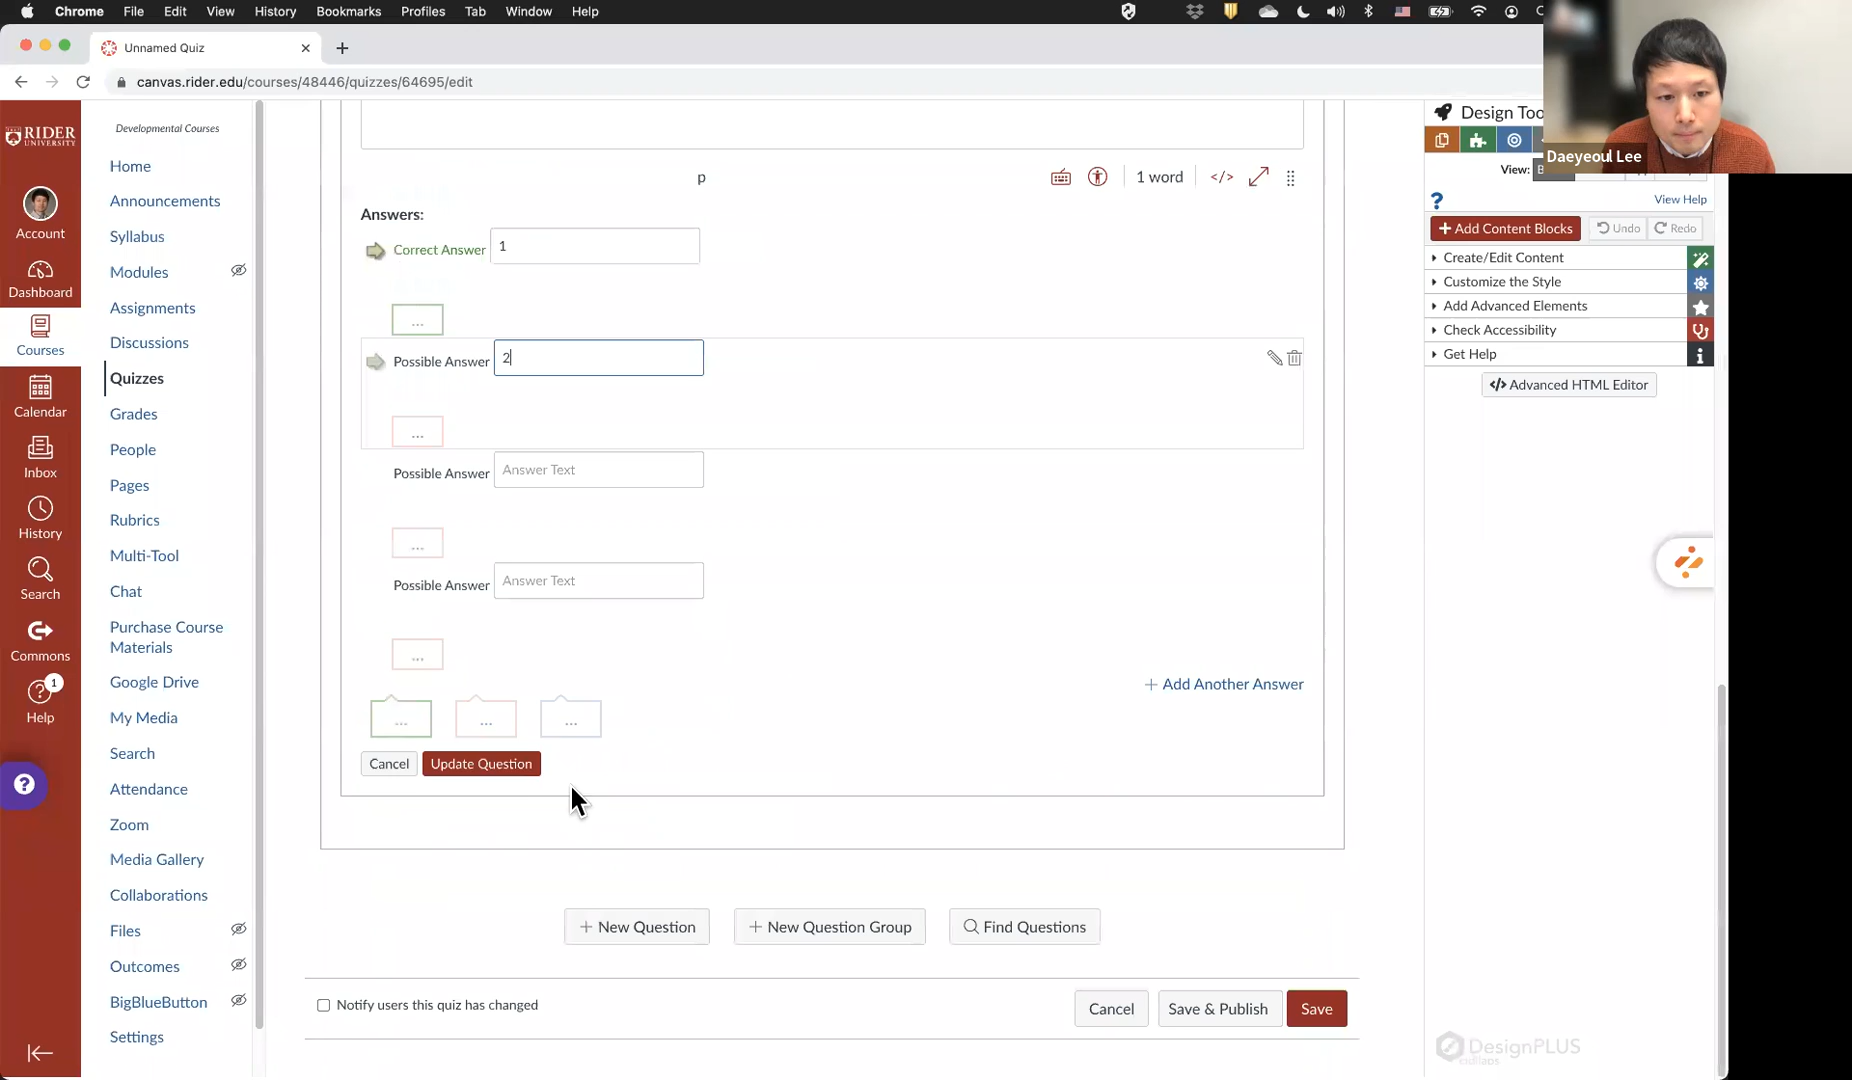 Chrome File Edit View History Bookmarks Profiles Tab Window Help
Unnamed Quiz
canvas.rider.edu/courses/48446/quizzes/64695/edit
Daeyeoul Lee
RIDER
UNIVERSITY
Account
Dashboard
Courses
Calendar
Inbox
History
Search
Commons
1
Help
?
Developmental Courses
Home
Announcements
Syllabus
Modules
Assignments
Discussions
Quizzes
Grades
People
Pages
Rubrics
Multi-Tool
Chat
Purchase Course
Materials
Google Drive
My Media
Search
Attendance
Zoom
Media Gallery
Collaborations
Files
Outcomes
BigBlueButton
Settings
p
1 word
</>
Answers:
Correct Answer 1
...
Possible Answer 2
...
Possible Answer Answer Text
...
Possible Answer Answer Text
...
+ Add Another Answer
... ... ...
Cancel Update Question
+ New Question + New Question Group Find Questions
Notify users this quiz has changed
Cancel Save & Publish Save
Design Too
View:
? View Help
+ Add Content Blocks Undo Redo
Create/Edit Content
Customize the Style
Add Advanced Elements
Check Accessibility
Get Help
</> Advanced HTML Editor
DesignPLUS